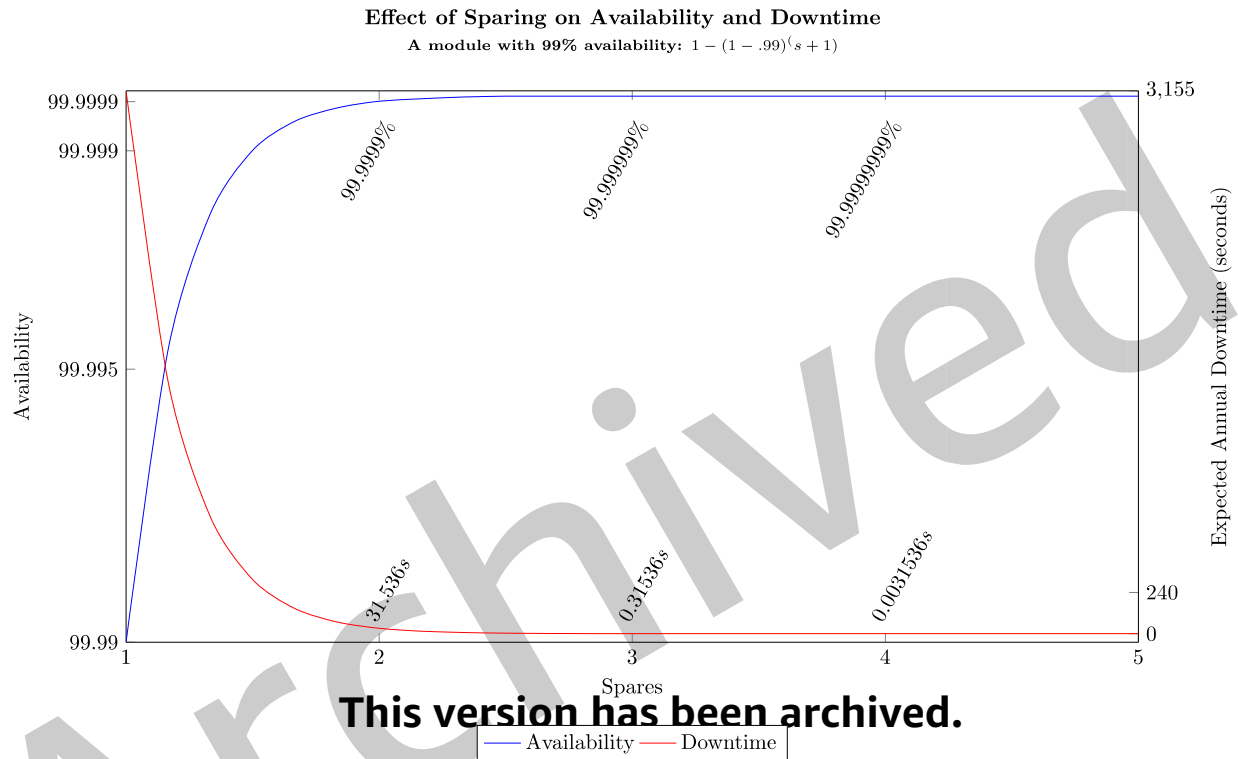 Effect of Sparing on Availability and Downtime
A module with 99% availability: 1 − (1 − .99)^(s + 1)
99.9999
99.999
99.995
99.99
Availability
3,155
240
0
Expected Annual Downtime (seconds)
99.9999%
99.999999%
99.99999999%
31.536s
0.31536s
0.0031536s
1 2 3 4 5
Spares
Archived
This version has been archived.
Availability Downtime